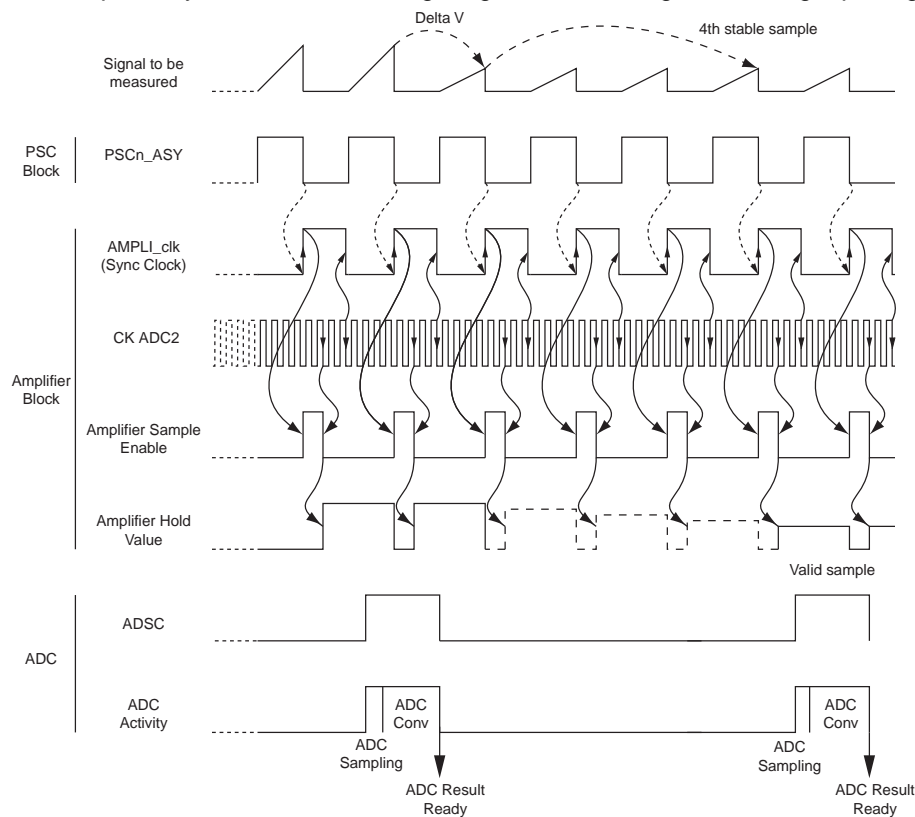 Delta V
4th stable sample
Signal to be
measured
PSC
Block
PSCn_ASY
AMPLI_clk
(Sync Clock)
CK ADC2
Amplifier
Block
Amplifier Sample
Enable
Amplifier Hold
Value
Valid sample
ADSC
ADC
ADC
Activity
ADC
Conv
ADC
Conv
ADC
Sampling
ADC
Sampling
ADC Result
Ready
ADC Result
Ready